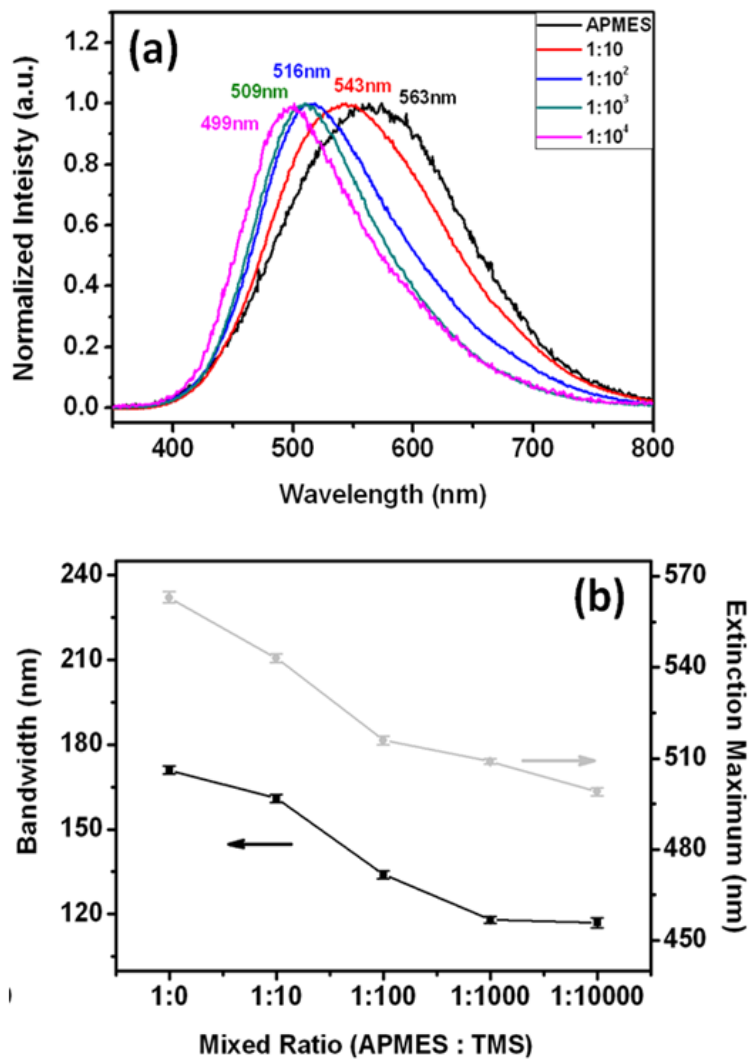 (a)
APMES
1:10
1:10²
1:10³
1:10⁴
516nm
509nm
543nm
563nm
499nm
1.2
1.0
0.8
0.6
0.4
0.2
0.0
Normalized Inteisty (a.u.)
400
500
600
700
800
Wavelength (nm)
(b)
240
210
180
150
120
Bandwidth (nm)
570
540
510
480
450
Extinction Maximum (nm)
1:0
1:10
1:100
1:1000
1:10000
Mixed Ratio (APMES : TMS)